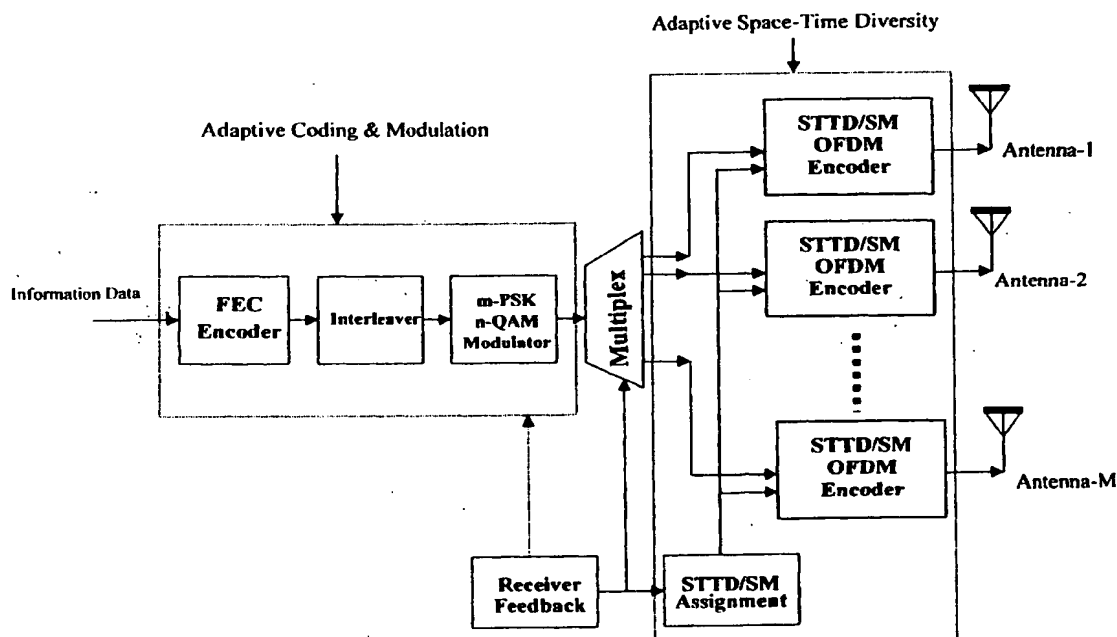 Adaptive Space-Time Diversity
Adaptive Coding & Modulation
STTD/SM
OFDM
Encoder
Antenna-1
STTD/SM
OFDM
Encoder
Antenna-2
Information Data
FEC
Encoder
Interleaver
m-PSK
n-QAM
Modulator
Multiplex
STTD/SM
OFDM
Encoder
Antenna-M
Receiver
Feedback
STTD/SM
Assignment